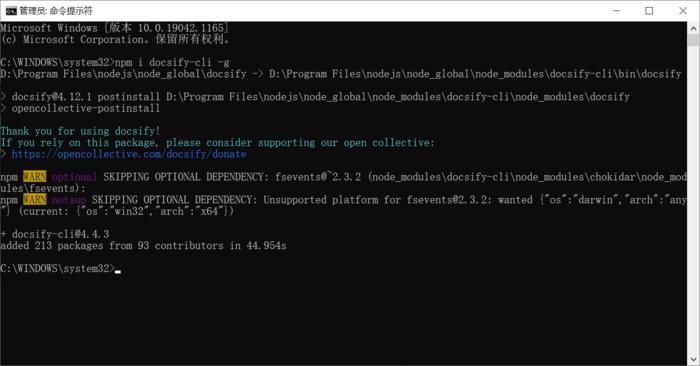 管理员: 命令提示符
Microsoft Windows [版本 10.0.19042.1165]
(c) Microsoft Corporation。保留所有权利。
C:\WINDOWS\system32>npm i docsify-cli -g
D:\Program Files\nodejs\node_global\docsify -> D:\Program Files\nodejs\node_global\node_modules\docsify-cli\bin\docsify
> docsify@4.12.1 postinstall D:\Program Files\nodejs\node_global\node_modules\docsify-cli\node_modules\docsify
> opencollective-postinstall
Thank you for using docsify!
If you rely on this package, please consider supporting our open collective:
> https://opencollective.com/docsify/donate
npm WARN optional SKIPPING OPTIONAL DEPENDENCY: fsevents@~2.3.2 (node_modules\docsify-cli\node_modules\chokidar\node_mod
ules\fsevents):
npm WARN notsup SKIPPING OPTIONAL DEPENDENCY: Unsupported platform for fsevents@2.3.2: wanted {"os":"darwin","arch":"any
"} (current: {"os":"win32","arch":"x64"})
+ docsify-cli@4.4.3
added 213 packages from 93 contributors in 44.954s
C:\WINDOWS\system32>